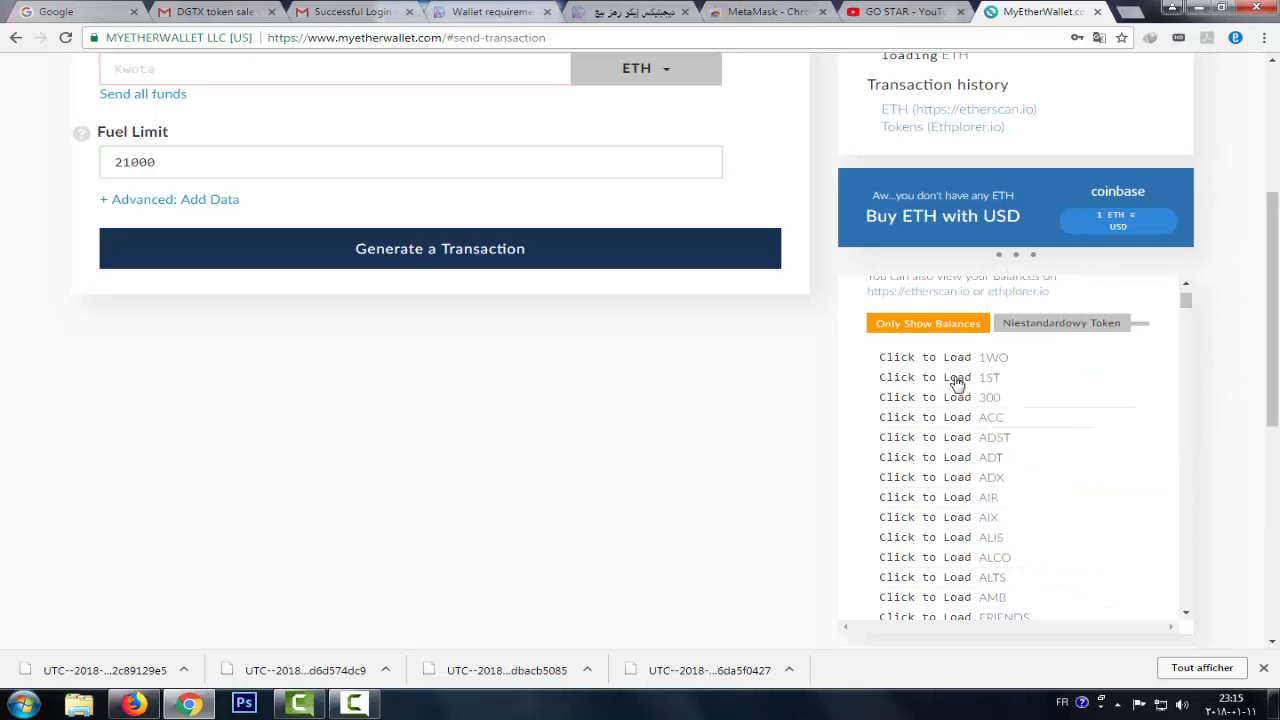 Google
DGTX token sale
Successful Login
Wallet requireme
ديجيتيكس إيكو رمز بيع
MetaMask - Chro
GO STAR - YouTu
MyEtherWallet.co
MYETHERWALLET LLC [US]
https://www.myetherwallet.com/#send-transaction
Kwota
ETH
Send all funds
Fuel Limit
21000
+ Advanced: Add Data
Generate a Transaction
loading ETH
Transaction history
ETH (https://etherscan.io)
Tokens (Ethplorer.io)
Aw...you don't have any ETH
Buy ETH with USD
coinbase
1 ETH ≈
USD
You can also view your Balances on
https://etherscan.io or ethplorer.io
Only Show Balances
Niestandardowy Token
Click to Load 1WO
Click to Load 1ST
Click to Load 300
Click to Load ACC
Click to Load ADST
Click to Load ADT
Click to Load ADX
Click to Load AIR
Click to Load AIX
Click to Load ALIS
Click to Load ALCO
Click to Load ALTS
Click to Load AMB
Click to Load FRIENDS
UTC--2018-...2c89129e5
UTC--2018...d6d574dc9
UTC--2018...dbacb5085
UTC--2018...6da5f0427
Tout afficher
Ps
FR
23:15
٢٠١٨-٠١-١١